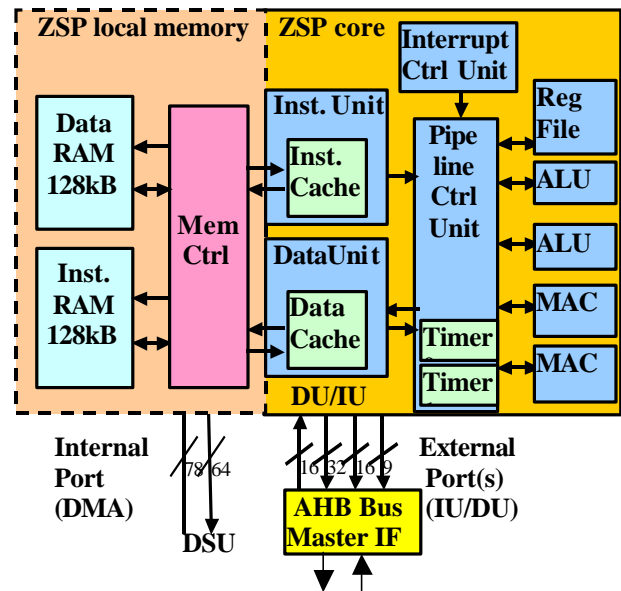 ZSP local memory
ZSP core
Interrupt
Ctrl Unit
Data
RAM
128kB
Inst.
RAM
128kB
Mem
Ctrl
Inst. Unit
Inst.
Cache
DataUnit
Data
Cache
Pipe
line
Ctrl
Unit
Timer
Timer
Reg
File
ALU
ALU
MAC
MAC
DU/IU
Internal
Port
(DMA)
78
64
DSU
16
32
16
9
External
Port(s)
(IU/DU)
AHB Bus
Master IF